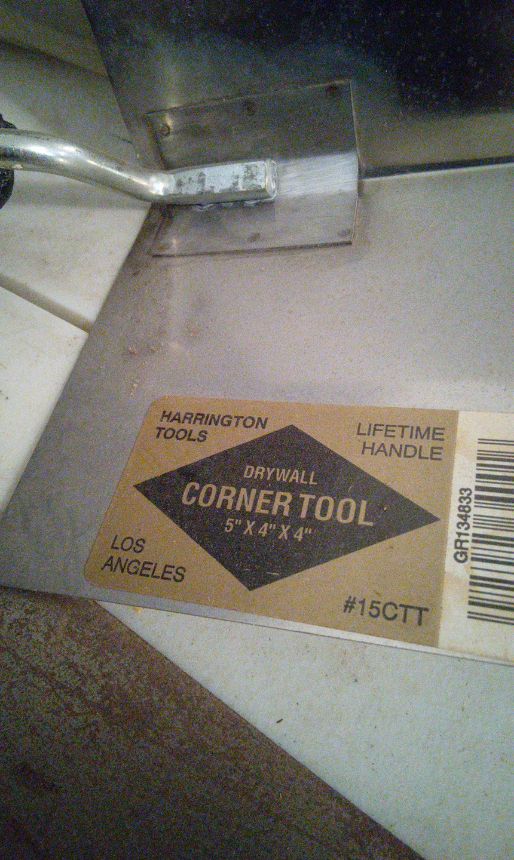 HARRINGTON
TOOLS
LIFETIME
HANDLE
DRYWALL
CORNER TOOL
5" X 4" X 4"
LOS
ANGELES
#15CTT
GR134833